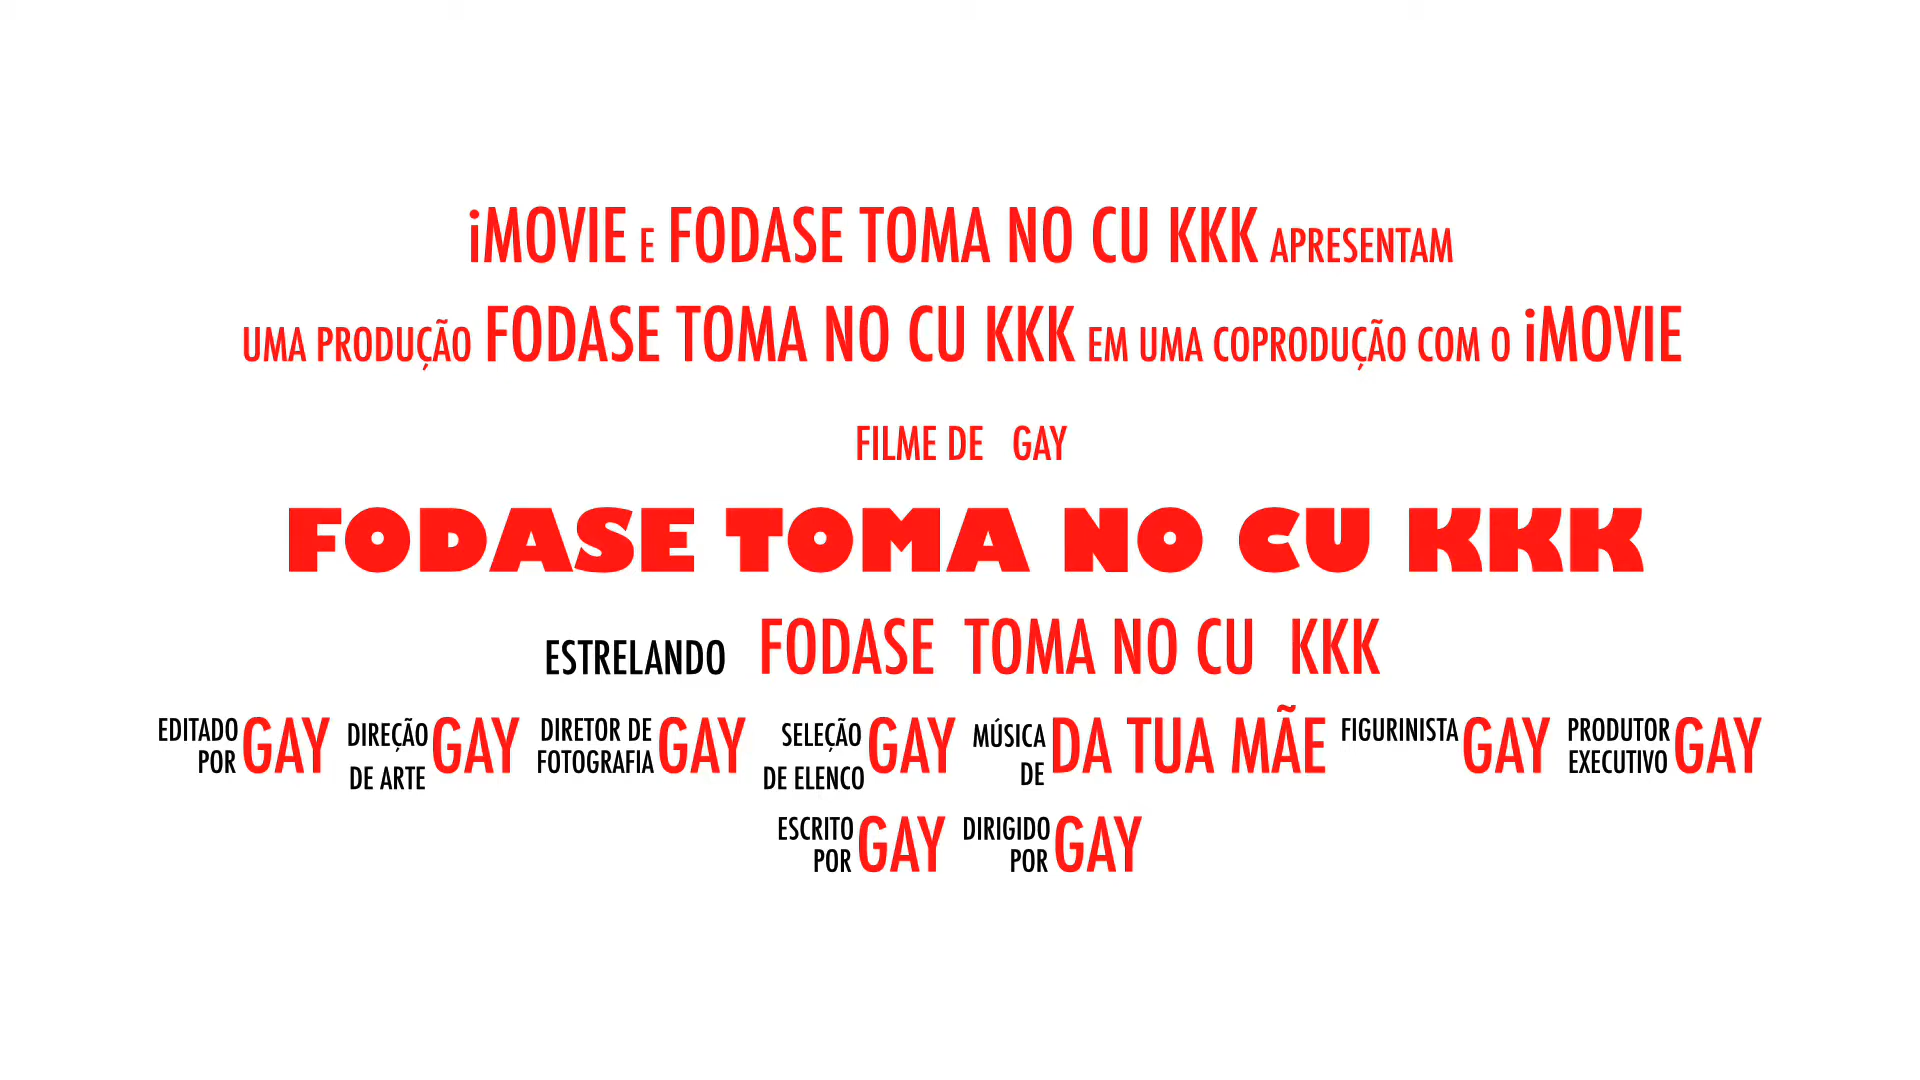 iMOVIE E FODASE TOMA NO CU KKK APRESENTAM
UMA PRODUÇÃO FODASE TOMA NO CU KKK EM UMA COPRODUÇÃO COM O iMOVIE
FILME DE GAY
FODASE TOMA NO CU KKK
ESTRELANDO FODASE TOMA NO CU KKK
EDITADO POR GAY DIREÇÃO DE ARTE GAY DIRETOR DE FOTOGRAFIA GAY SELEÇÃO DE ELENCO GAY MÚSICA DE DA TUA MÃE FIGURINISTA GAY PRODUTOR EXECUTIVO GAY
ESCRITO POR GAY DIRIGIDO POR GAY